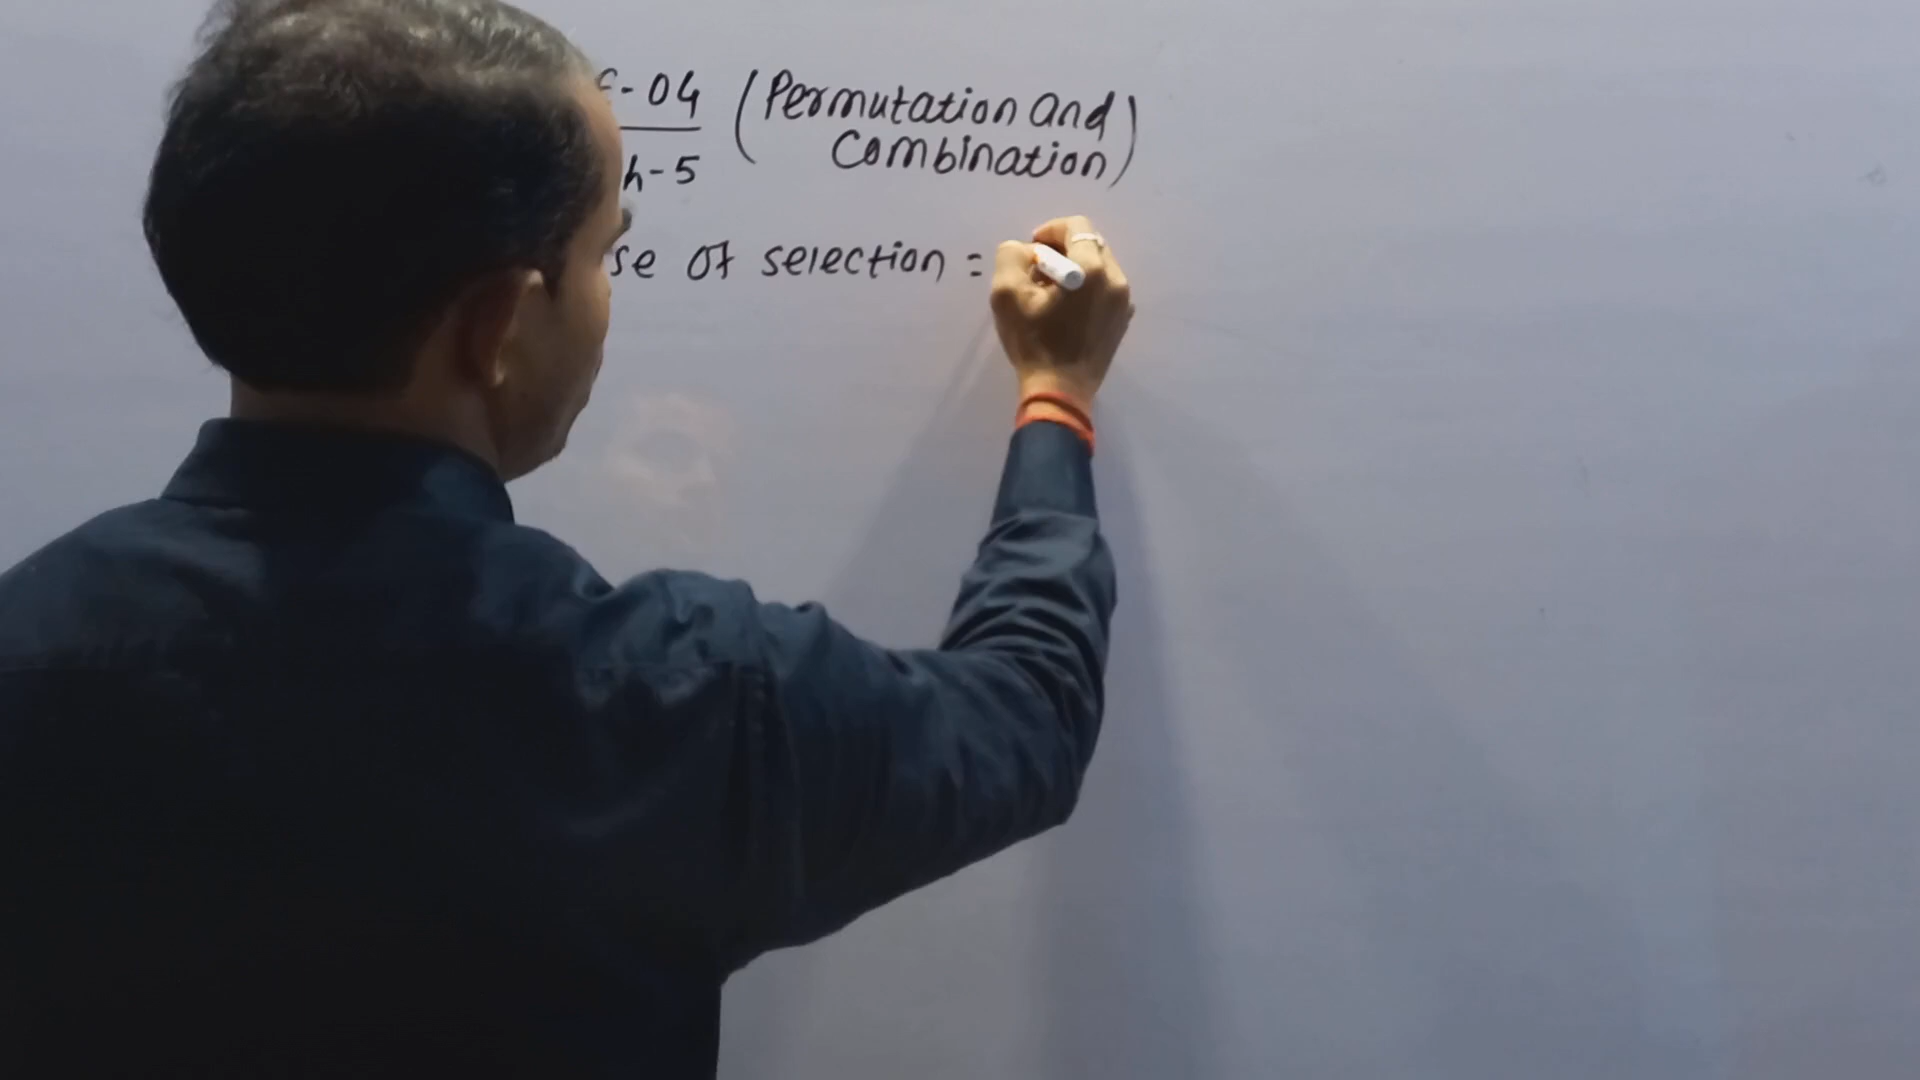 - 04 (Permutation and
Combination)
h-5
se of selection =